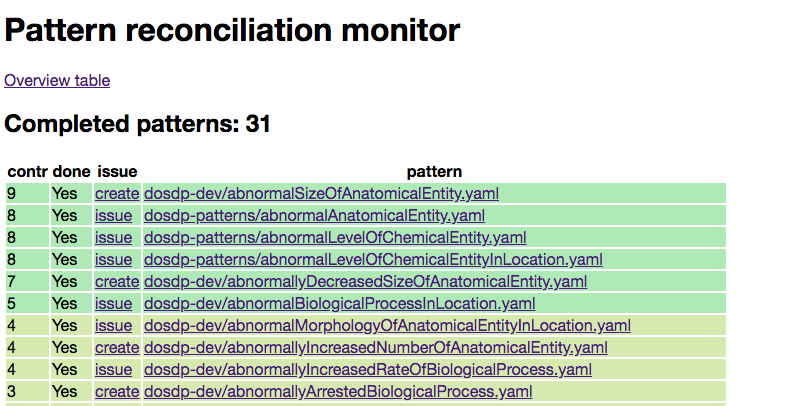 Pattern reconciliation monitor
Overview table
Completed patterns: 31
contr done issue pattern
9 Yes create dosdp-dev/abnormalSizeOfAnatomicalEntity.yaml
8 Yes issue dosdp-patterns/abnormalAnatomicalEntity.yaml
8 Yes issue dosdp-patterns/abnormalLevelOfChemicalEntity.yaml
8 Yes issue dosdp-patterns/abnormalLevelOfChemicalEntityInLocation.yaml
7 Yes create dosdp-dev/abnormallyDecreasedSizeOfAnatomicalEntity.yaml
5 Yes issue dosdp-dev/abnormalBiologicalProcessInLocation.yaml
4 Yes issue dosdp-dev/abnormalMorphologyOfAnatomicalEntityInLocation.yaml
4 Yes create dosdp-dev/abnormallyIncreasedNumberOfAnatomicalEntity.yaml
4 Yes issue dosdp-dev/abnormallyIncreasedRateOfBiologicalProcess.yaml
3 Yes create dosdp-dev/abnormallyArrestedBiologicalProcess.yaml